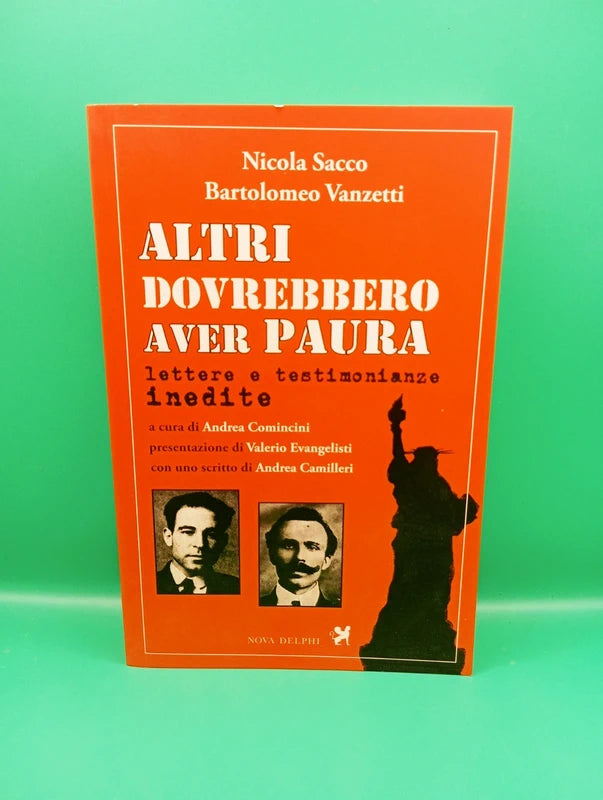 Nicola Sacco
Bartolomeo Vanzetti
ALTRI
DOVREBBERO
AVER PAURA
lettere e testimonianze
inedite
a cura di Andrea Comincini
presentazione di Valerio Evangelisti
con uno scritto di Andrea Camilleri
NOVA DELPHI